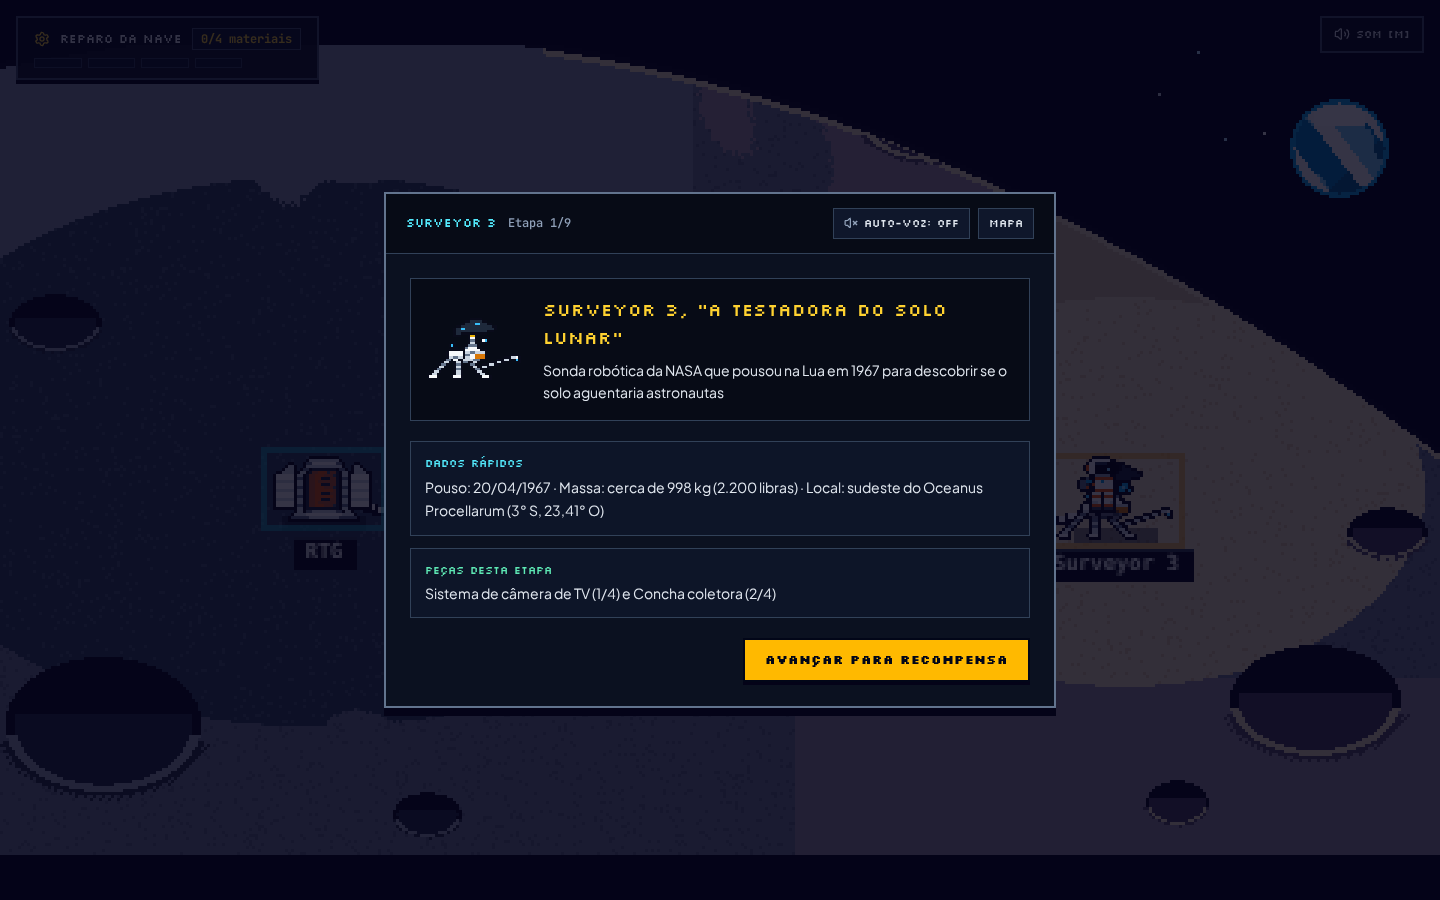 REPARO DA NAVE 0/4 materiais
SOM [M]
SURVEYOR 3 Etapa 1/9
AUTO-VOZ: OFF MAPA
SURVEYOR 3, "A TESTADORA DO SOLO
LUNAR"
Sonda robótica da NASA que pousou na Lua em 1967 para descobrir se o
solo aguentaria astronautas
DADOS RÁPIDOS
Pouso: 20/04/1967 · Massa: cerca de 998 kg (2.200 libras) · Local: sudeste do Oceanus
Procellarum (3° S, 23,41° O)
PEÇAS DESTA ETAPA
Sistema de câmera de TV (1/4) e Concha coletora (2/4)
AVANÇAR PARA RECOMPENSA
RTG
Surveyor 3